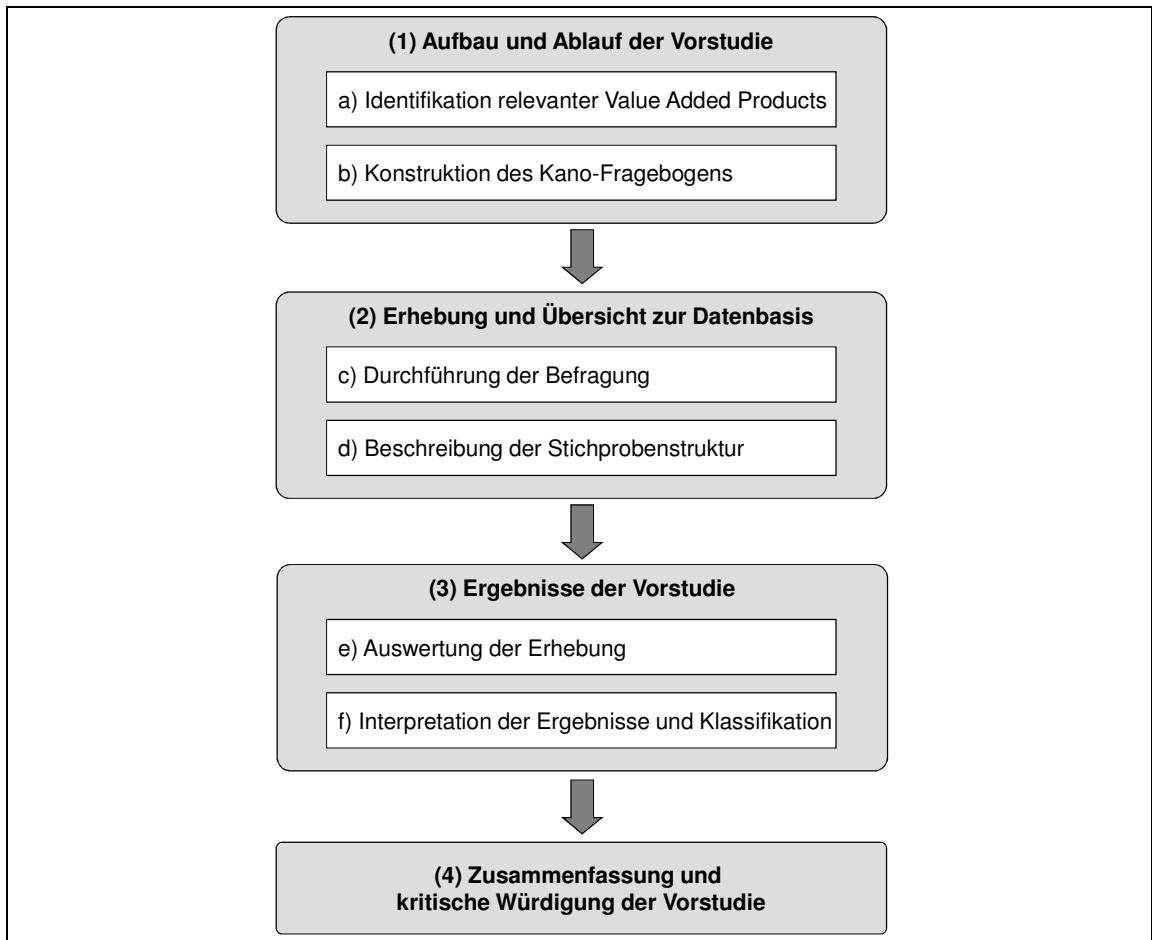 (1) Aufbau und Ablauf der Vorstudie
a) Identifikation relevanter Value Added Products
b) Konstruktion des Kano-Fragebogens
(2) Erhebung und Übersicht zur Datenbasis
c) Durchführung der Befragung
d) Beschreibung der Stichprobenstruktur
(3) Ergebnisse der Vorstudie
e) Auswertung der Erhebung
f) Interpretation der Ergebnisse und Klassifikation
(4) Zusammenfassung und
kritische Würdigung der Vorstudie